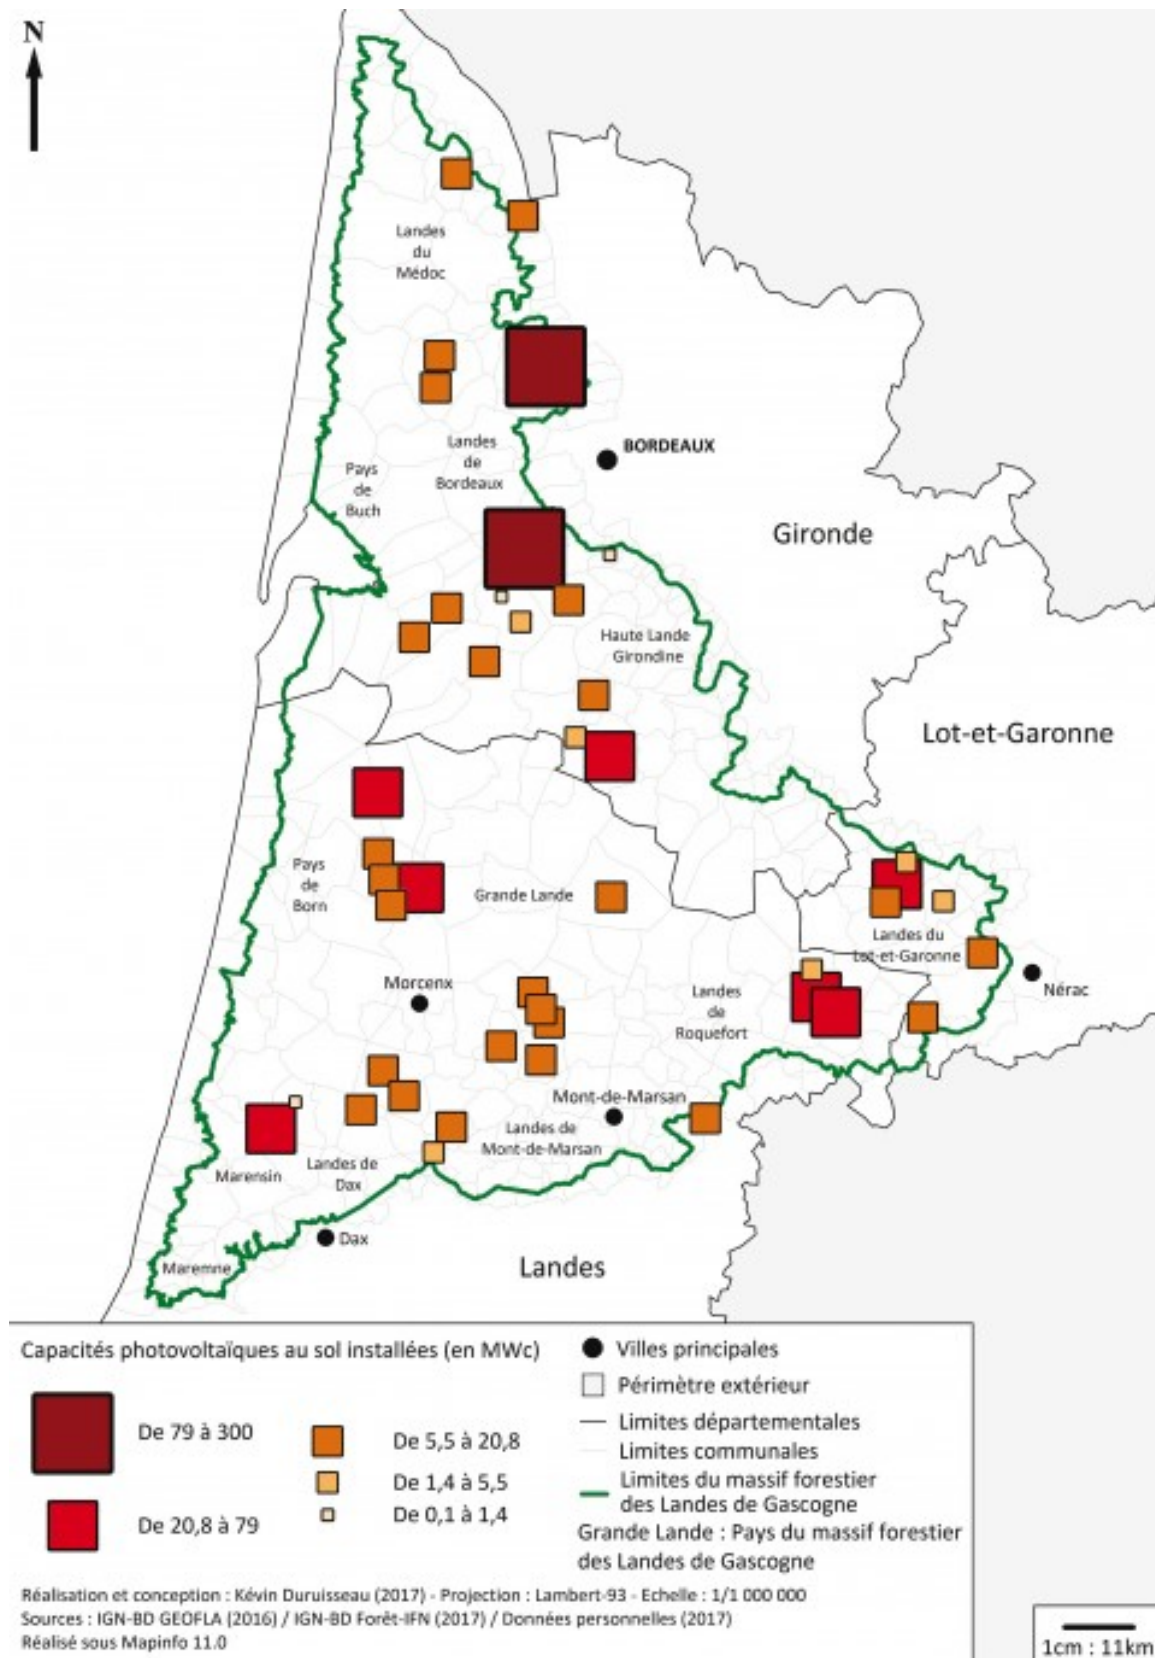 N
Landes
du
Médoc
Landes
de
Bordeaux
BORDEAUX
Pays
de
Buch
Gironde
Haute Lande
Girondine
Lot-et-Garonne
Pays
de
Born
Grande Lande
Landes du
Lot-et-Garonne
Morcenx
Landes
de
Roquefort
Nérac
Mont-de-Marsan
Landes de
Mont-de-Marsan
Marensin
Landes de
Dax
Dax
Maremne
Landes
Capacités photovoltaïques au sol installées (en MWc)
De 79 à 300
De 20,8 à 79
De 5,5 à 20,8
De 1,4 à 5,5
De 0,1 à 1,4
Villes principales
Périmètre extérieur
Limites départementales
Limites communales
Limites du massif forestier
des Landes de Gascogne
Grande Lande : Pays du massif forestier
des Landes de Gascogne
Réalisation et conception : Kévin Duruisseau (2017) - Projection : Lambert-93 - Echelle : 1/1 000 000
Sources : IGN-BD GEOFLA (2016) / IGN-BD Forêt-IFN (2017) / Données personnelles (2017)
Réalisé sous Mapinfo 11.0
1cm : 11km